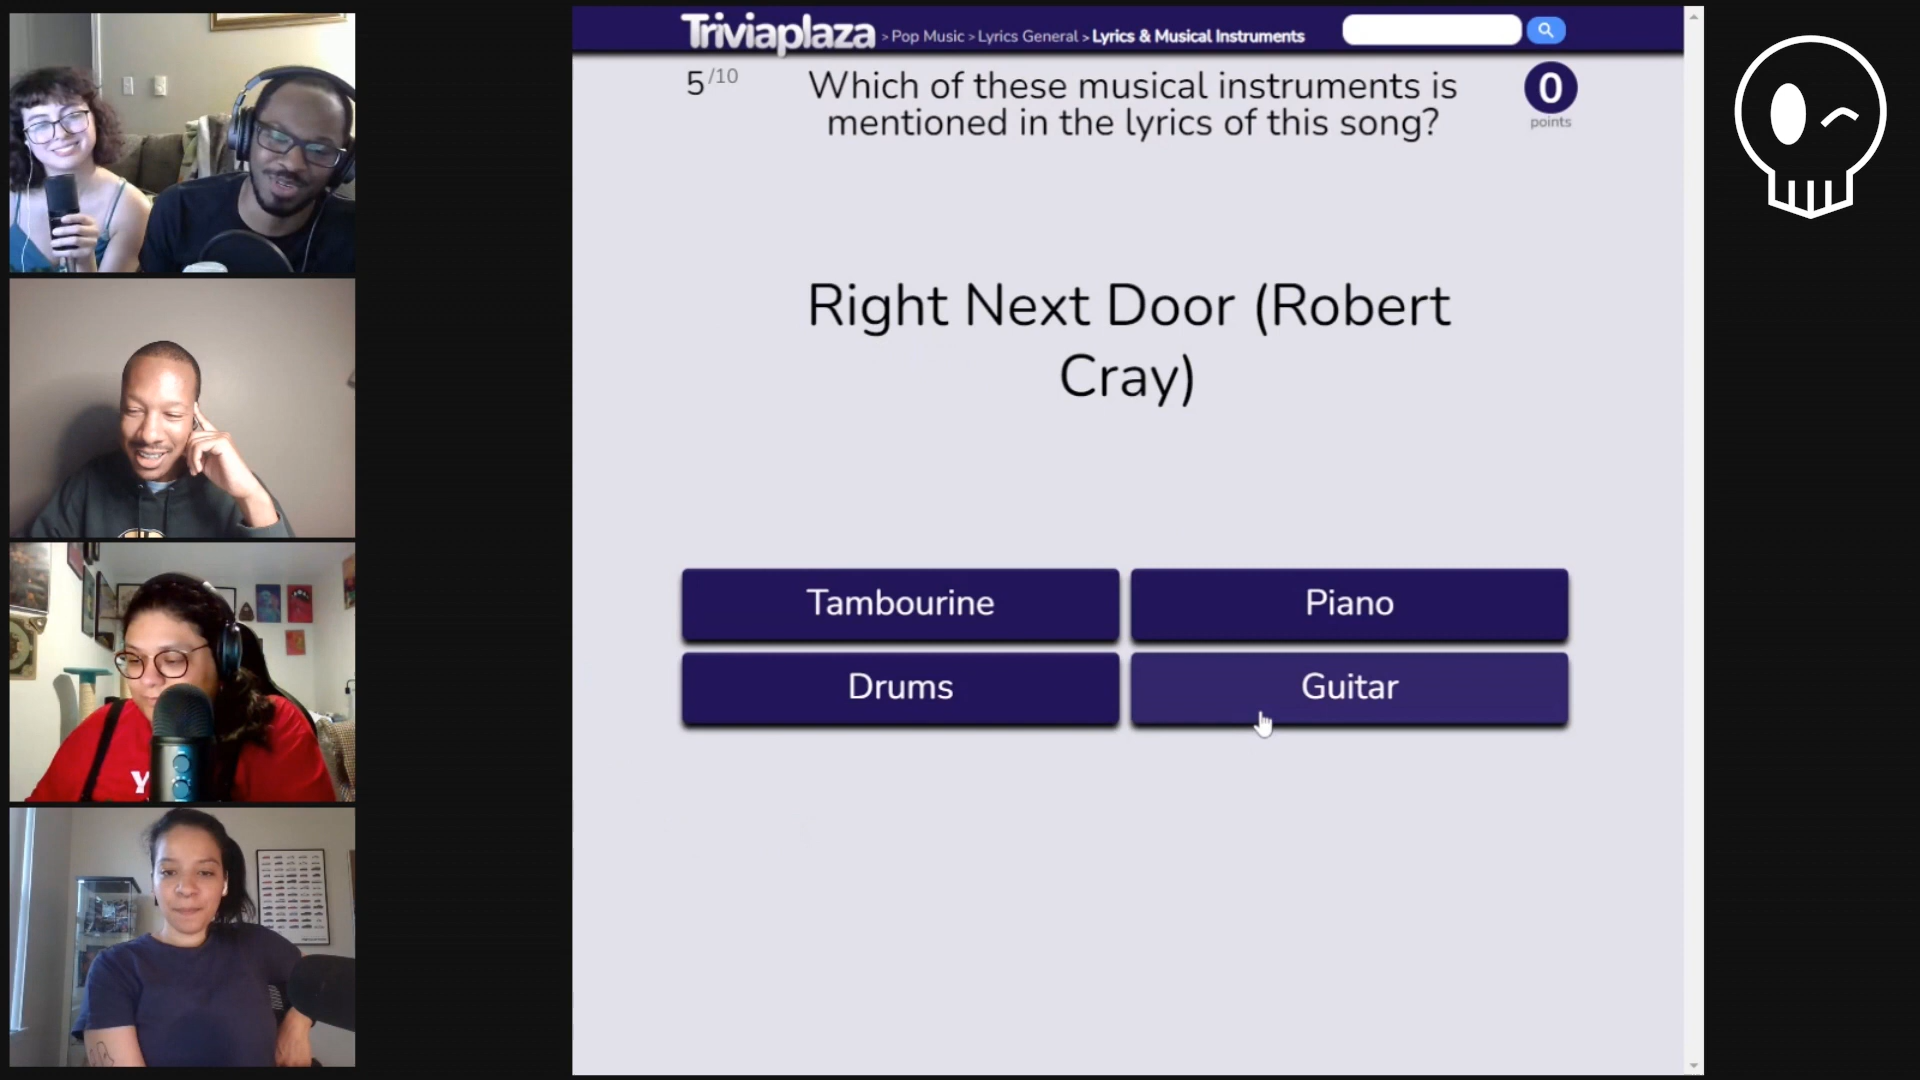 Triviaplaza > Pop Music > Lyrics General > Lyrics & Musical Instruments
5/10
Which of these musical instruments is
mentioned in the lyrics of this song?
0
points
Right Next Door (Robert
Cray)
Tambourine
Piano
Drums
Guitar
Y